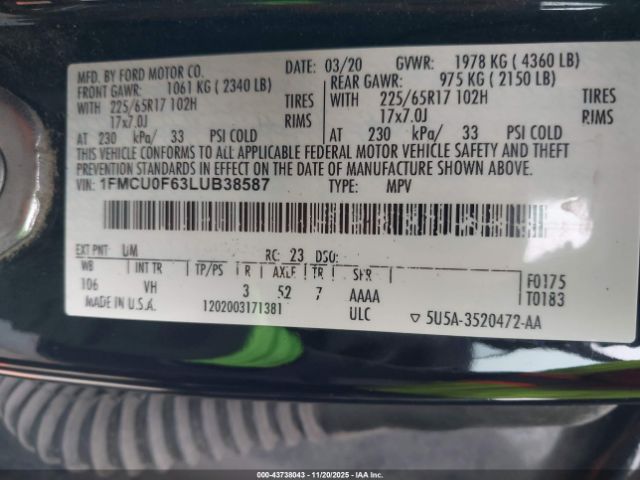 MFD. BY FORD MOTOR CO.
DATE: 03/20 GVWR: 1978 KG ( 4360 LB)
FRONT GAWR: 1061 KG ( 2340 LB)
REAR GAWR: 975 KG ( 2150 LB)
WITH 225/65R17 102H TIRES
WITH 225/65R17 102H TIRES
17x7.0J RIMS
17x7.0J RIMS
AT 230 kPa/ 33 PSI COLD
AT 230 kPa/ 33 PSI COLD
THIS VEHICLE CONFORMS TO ALL APPLICABLE FEDERAL MOTOR VEHICLE SAFETY AND THEFT
PREVENTION STANDARDS IN EFFECT ON THE DATE OF MANUFACTURE SHOWN ABOVE.
VIN: 1FMCU0F63LUB38587 TYPE: MPV
EXT PNT: UM RC: 23 DSO:
WB INT TR TP/PS R AXLE TR SPR
106 VH 3 52 7 AAAA
F0175
T0183
MADE IN U.S.A. 1202003171381 ULC
▽ 5U5A-3520472-AA
000-43738043 - 11/20/2025 - Copart, Inc.